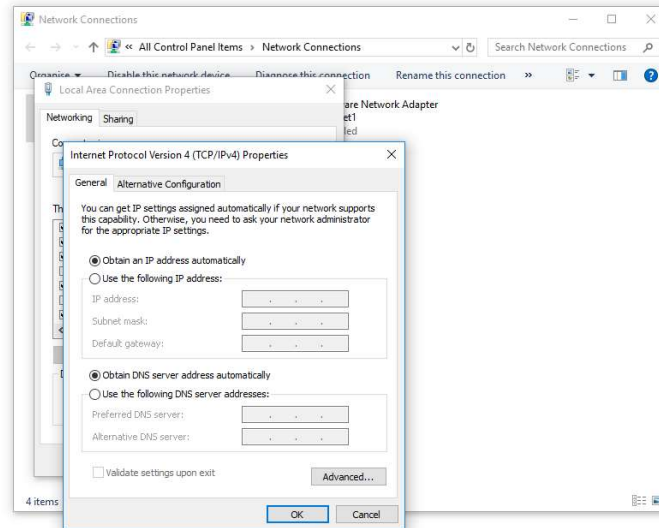 Network Connections
« All Control Panel Items > Network Connections
Search Network Connections
Organise Disable this network device Diagnose this connection Rename this connection »
Local Area Connection Properties
Networking Sharing
Network Adapter
Internet Protocol Version 4 (TCP/IPv4) Properties
General Alternative Configuration
You can get IP settings assigned automatically if your network supports
this capability. Otherwise, you need to ask your network administrator
for the appropriate IP settings.
Obtain an IP address automatically
Use the following IP address:
IP address:
Subnet mask:
Default gateway:
Obtain DNS server address automatically
Use the following DNS server addresses:
Preferred DNS server:
Alternative DNS server:
Validate settings upon exit
Advanced...
4 items
OK Cancel